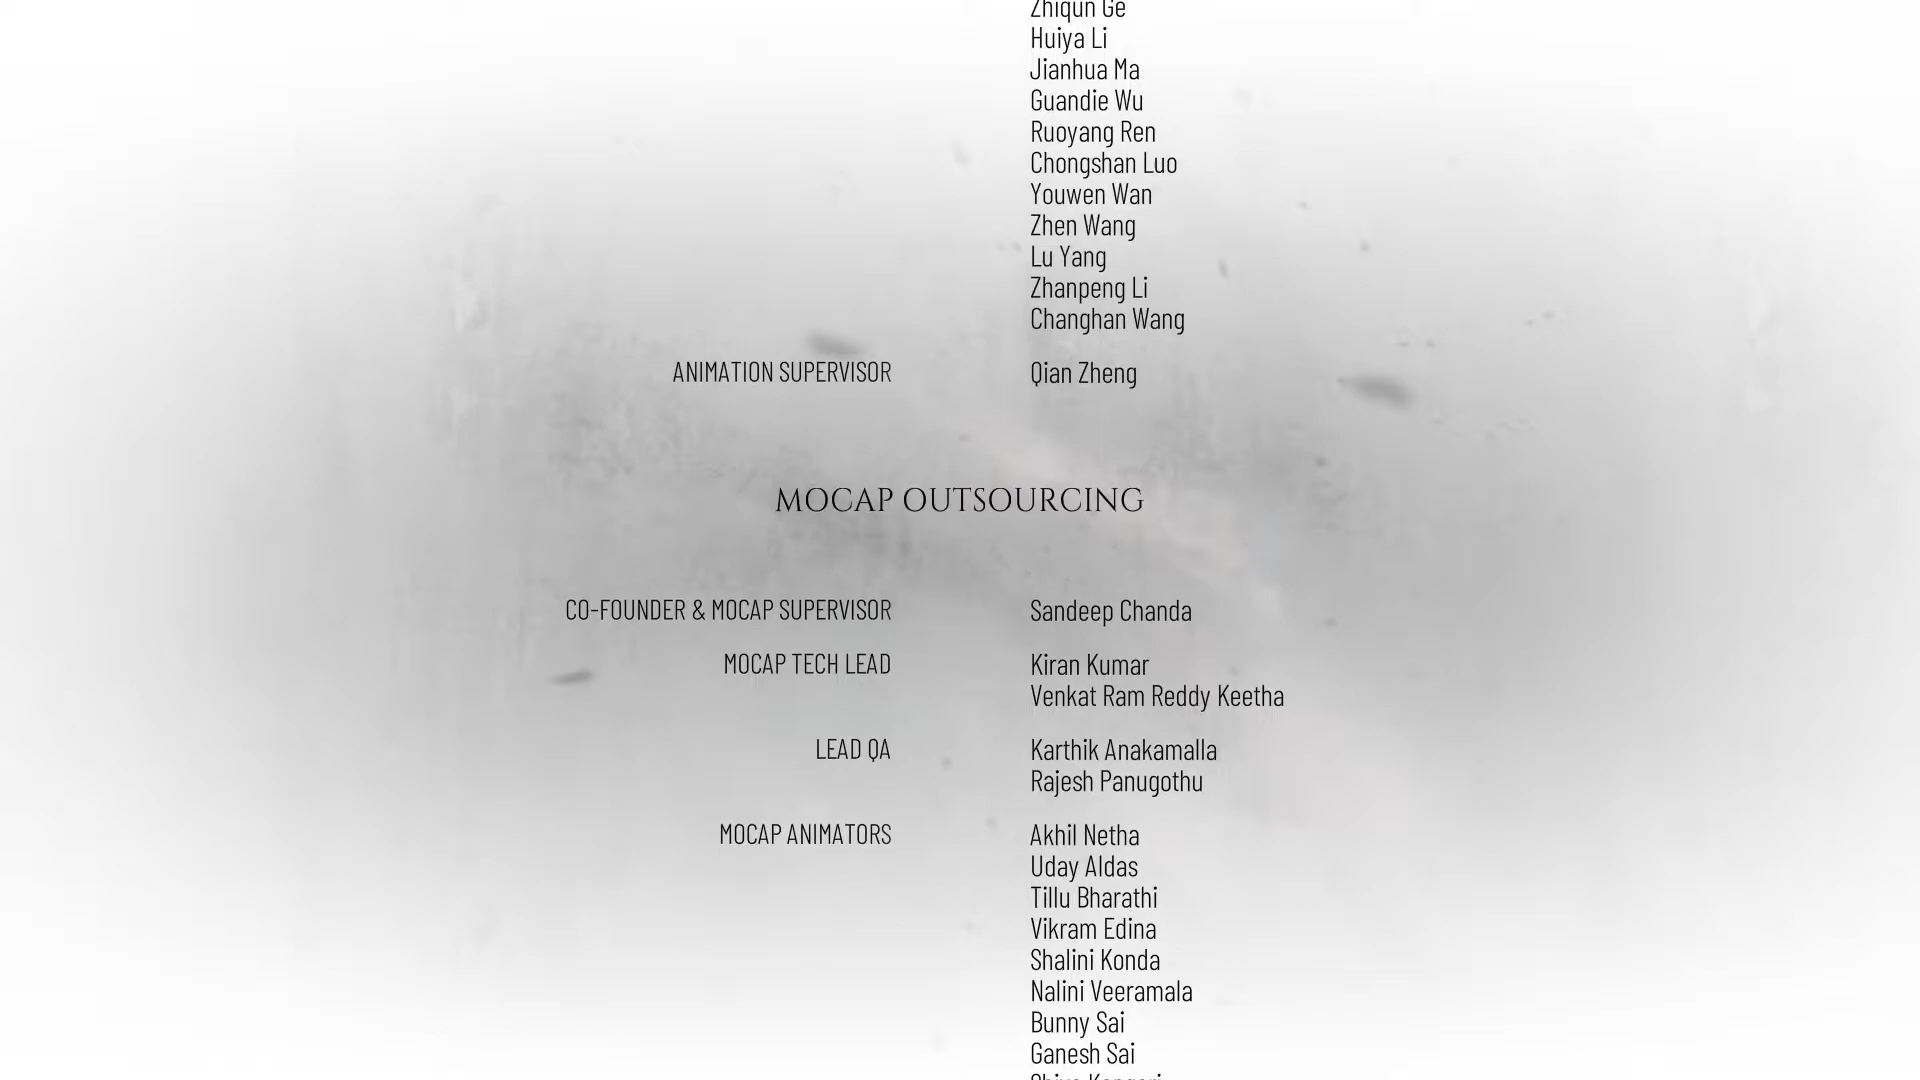 Zhiqun Ge
Huiya Li
Jianhua Ma
Guandie Wu
Ruoyang Ren
Chongshan Luo
Youwen Wan
Zhen Wang
Lu Yang
Zhanpeng Li
Changhan Wang
ANIMATION SUPERVISOR Qian Zheng
MOCAP OUTSOURCING
CO-FOUNDER & MOCAP SUPERVISOR Sandeep Chanda
MOCAP TECH LEAD Kiran Kumar
Venkat Ram Reddy Keetha
LEAD QA Karthik Anakamalla
Rajesh Panugothu
MOCAP ANIMATORS Akhil Netha
Uday Aldas
Tillu Bharathi
Vikram Edina
Shalini Konda
Nalini Veeramala
Bunny Sai
Ganesh Sai